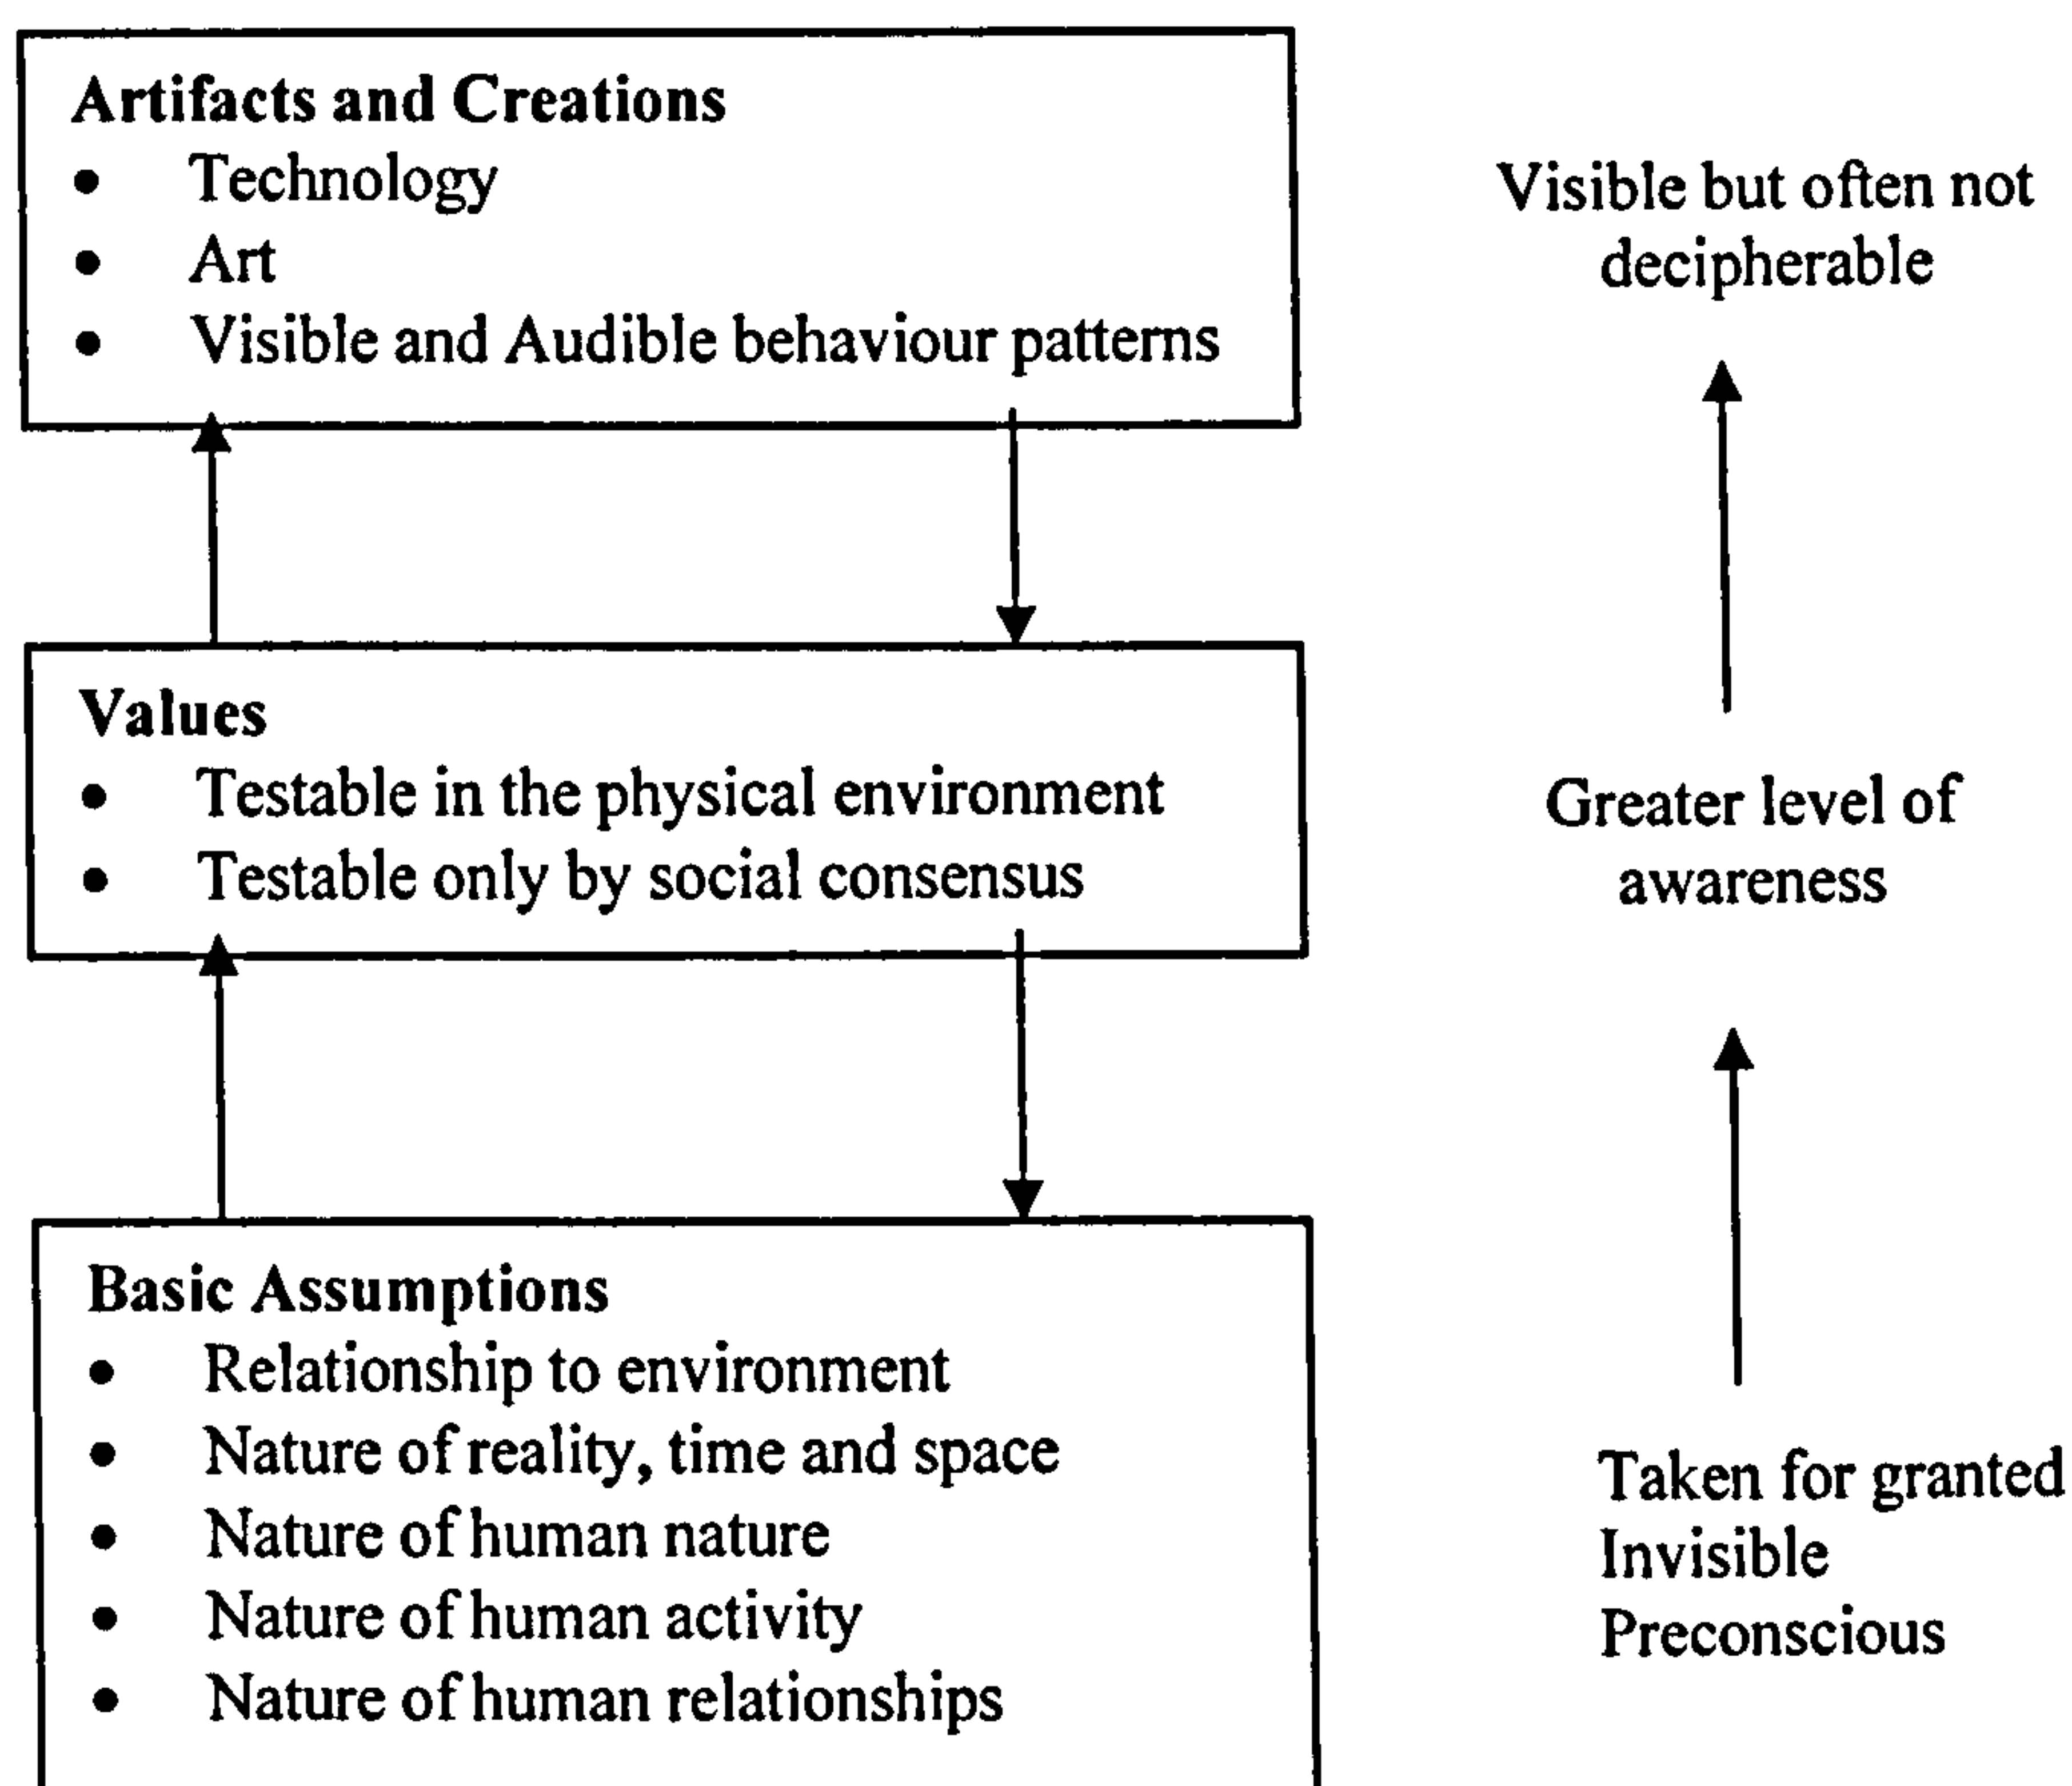 Artifacts and Creations
• Technology
• Art
• Visible and Audible behaviour patterns
Visible but often not
decipherable
Values
• Testable in the physical environment
• Testable only by social consensus
Greater level of
awareness
Basic Assumptions
• Relationship to environment
• Nature of reality, time and space
• Nature of human nature
• Nature of human activity
• Nature of human relationships
Taken for granted
Invisible
Preconscious